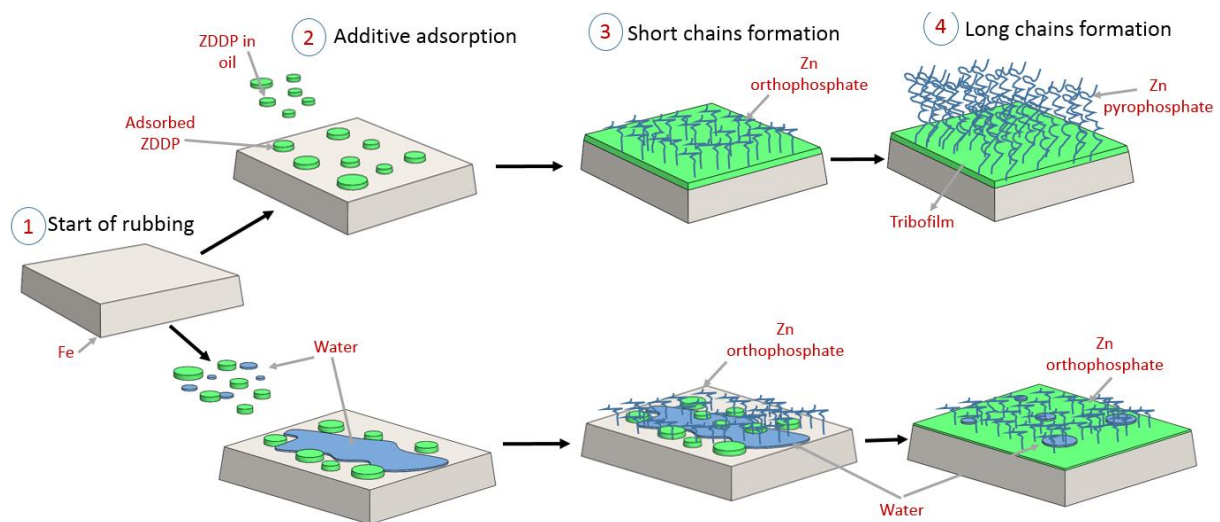 2 Additive adsorption
3 Short chains formation
4 Long chains formation
ZDDP in
oil
Zn
orthophosphate
Zn
pyrophosphate
Adsorbed
ZDDP
Tribofilm
1 Start of rubbing
Fe
Water
Zn
orthophosphate
Zn
orthophosphate
Water